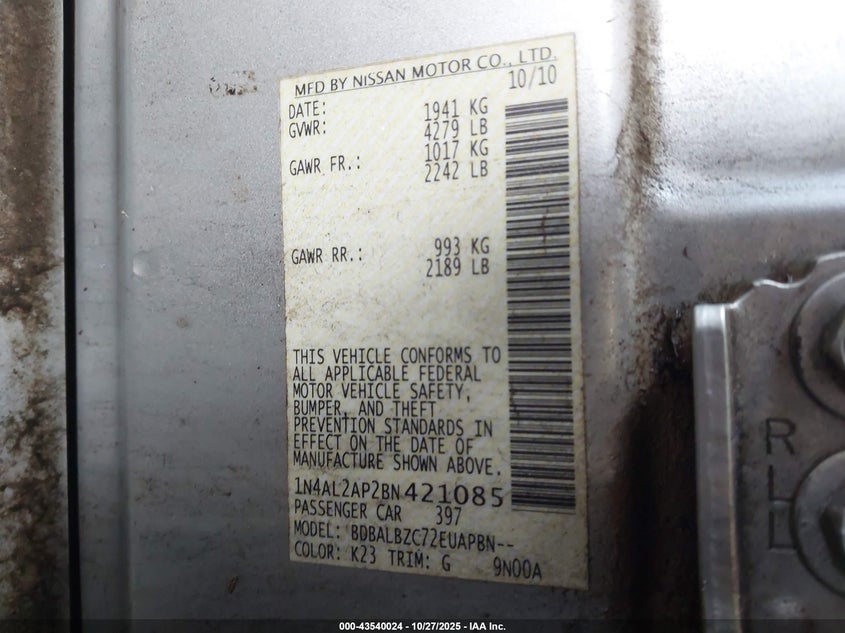 MFD BY NISSAN MOTOR CO., LTD.
DATE: 10/10
GVWR: 1941 KG
4279 LB
GAWR FR.: 1017 KG
2242 LB
GAWR RR.: 993 KG
2189 LB
THIS VEHICLE CONFORMS TO
ALL APPLICABLE FEDERAL
MOTOR VEHICLE SAFETY,
BUMPER, AND THEFT
PREVENTION STANDARDS IN
EFFECT ON THE DATE OF
MANUFACTURE SHOWN ABOVE.
1N4AL2AP2BN421085
PASSENGER CAR 397
MODEL: BDBALBZC72EUAPBN--
COLOR: K23 TRIM: G 9N00A
RLL
000-43540024 - 10/27/2025 - IAA Inc.